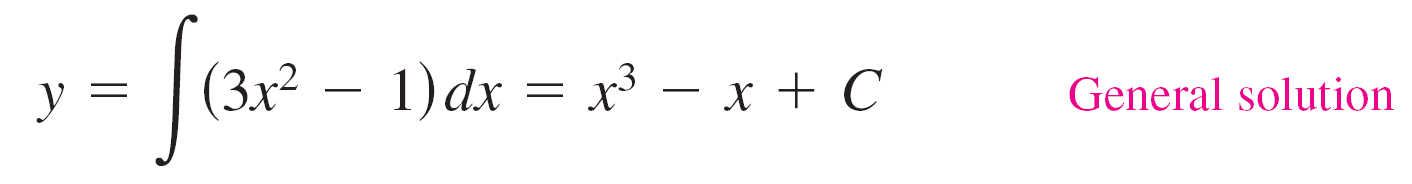 y = ∫(3x² − 1)dx = x³ − x + C General solution